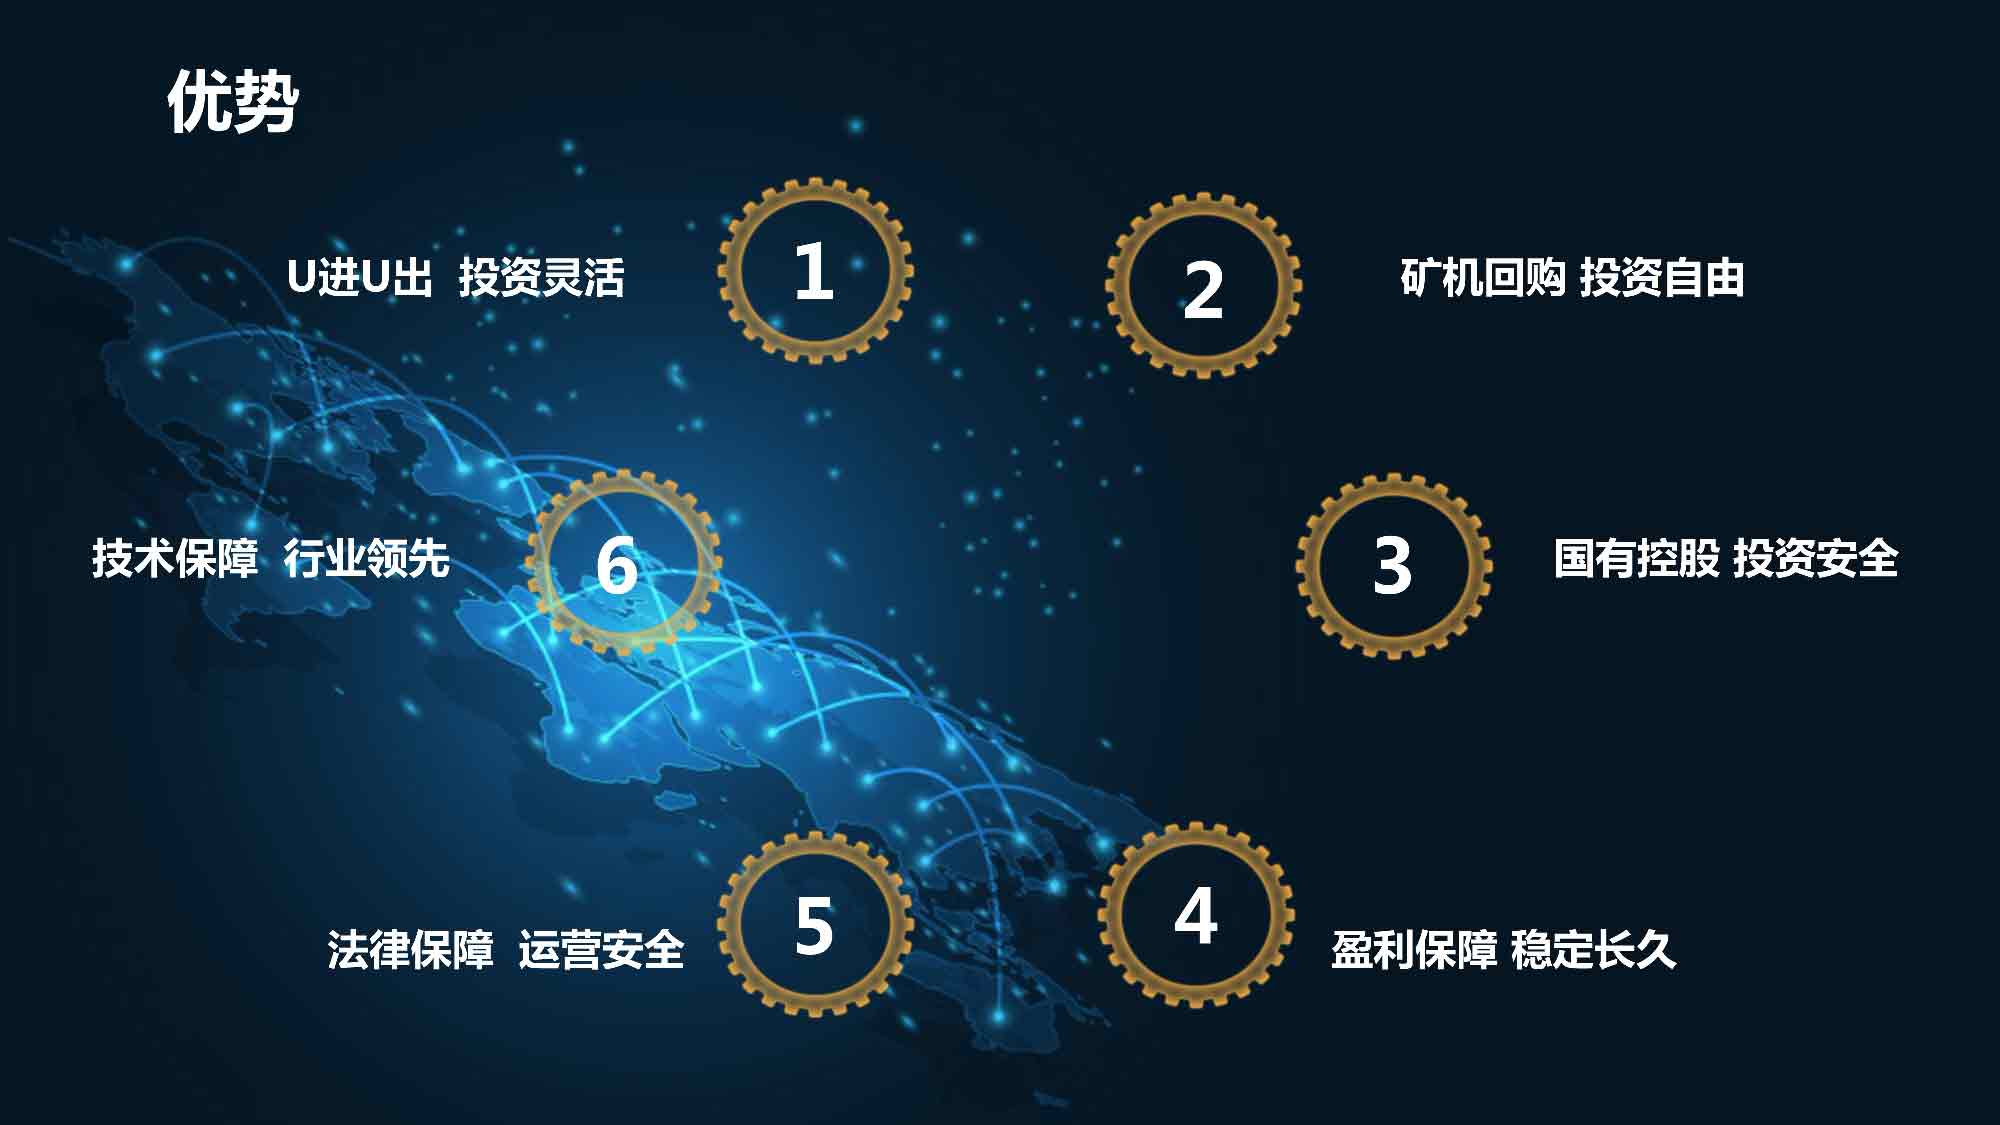 优势
1
U进U出 投资灵活
2
矿机回购 投资自由
3
国有控股 投资安全
4
盈利保障 稳定长久
5
法律保障 运营安全
6
技术保障 行业领先